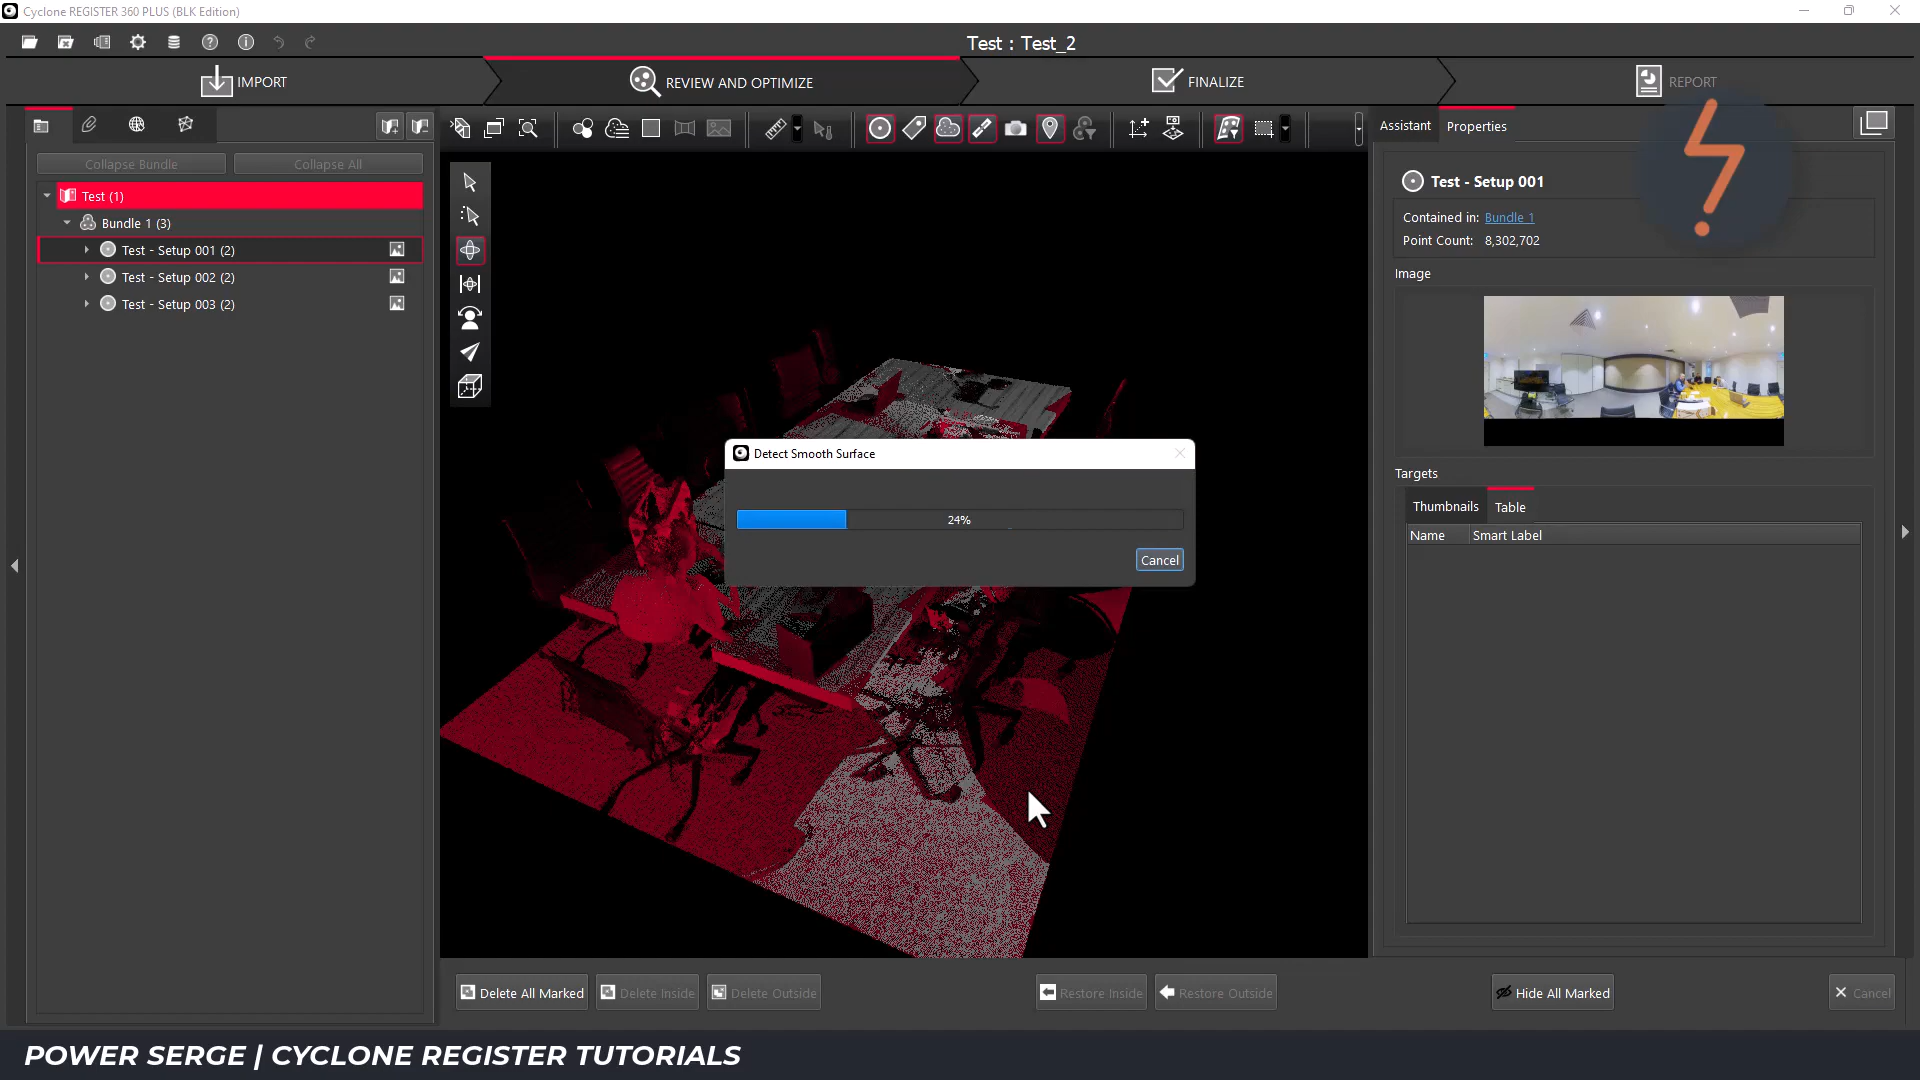 Cyclone REGISTER 360 PLUS (BLK Edition)
Test : Test_2
IMPORT
REVIEW AND OPTIMIZE
FINALIZE
REPORT
Assistant
Properties
Collapse Bundle
Collapse All
Test (1)
Bundle 1 (3)
Test - Setup 001 (2)
Test - Setup 002 (2)
Test - Setup 003 (2)
Test - Setup 001
Contained in: Bundle 1
Point Count: 8,302,702
Image
Detect Smooth Surface
24%
Cancel
Targets
Thumbnails
Table
Name
Smart Label
Delete All Marked
Delete Inside
Delete Outside
Restore Inside
Restore Outside
Hide All Marked
Cancel
POWER SERGE | CYCLONE REGISTER TUTORIALS